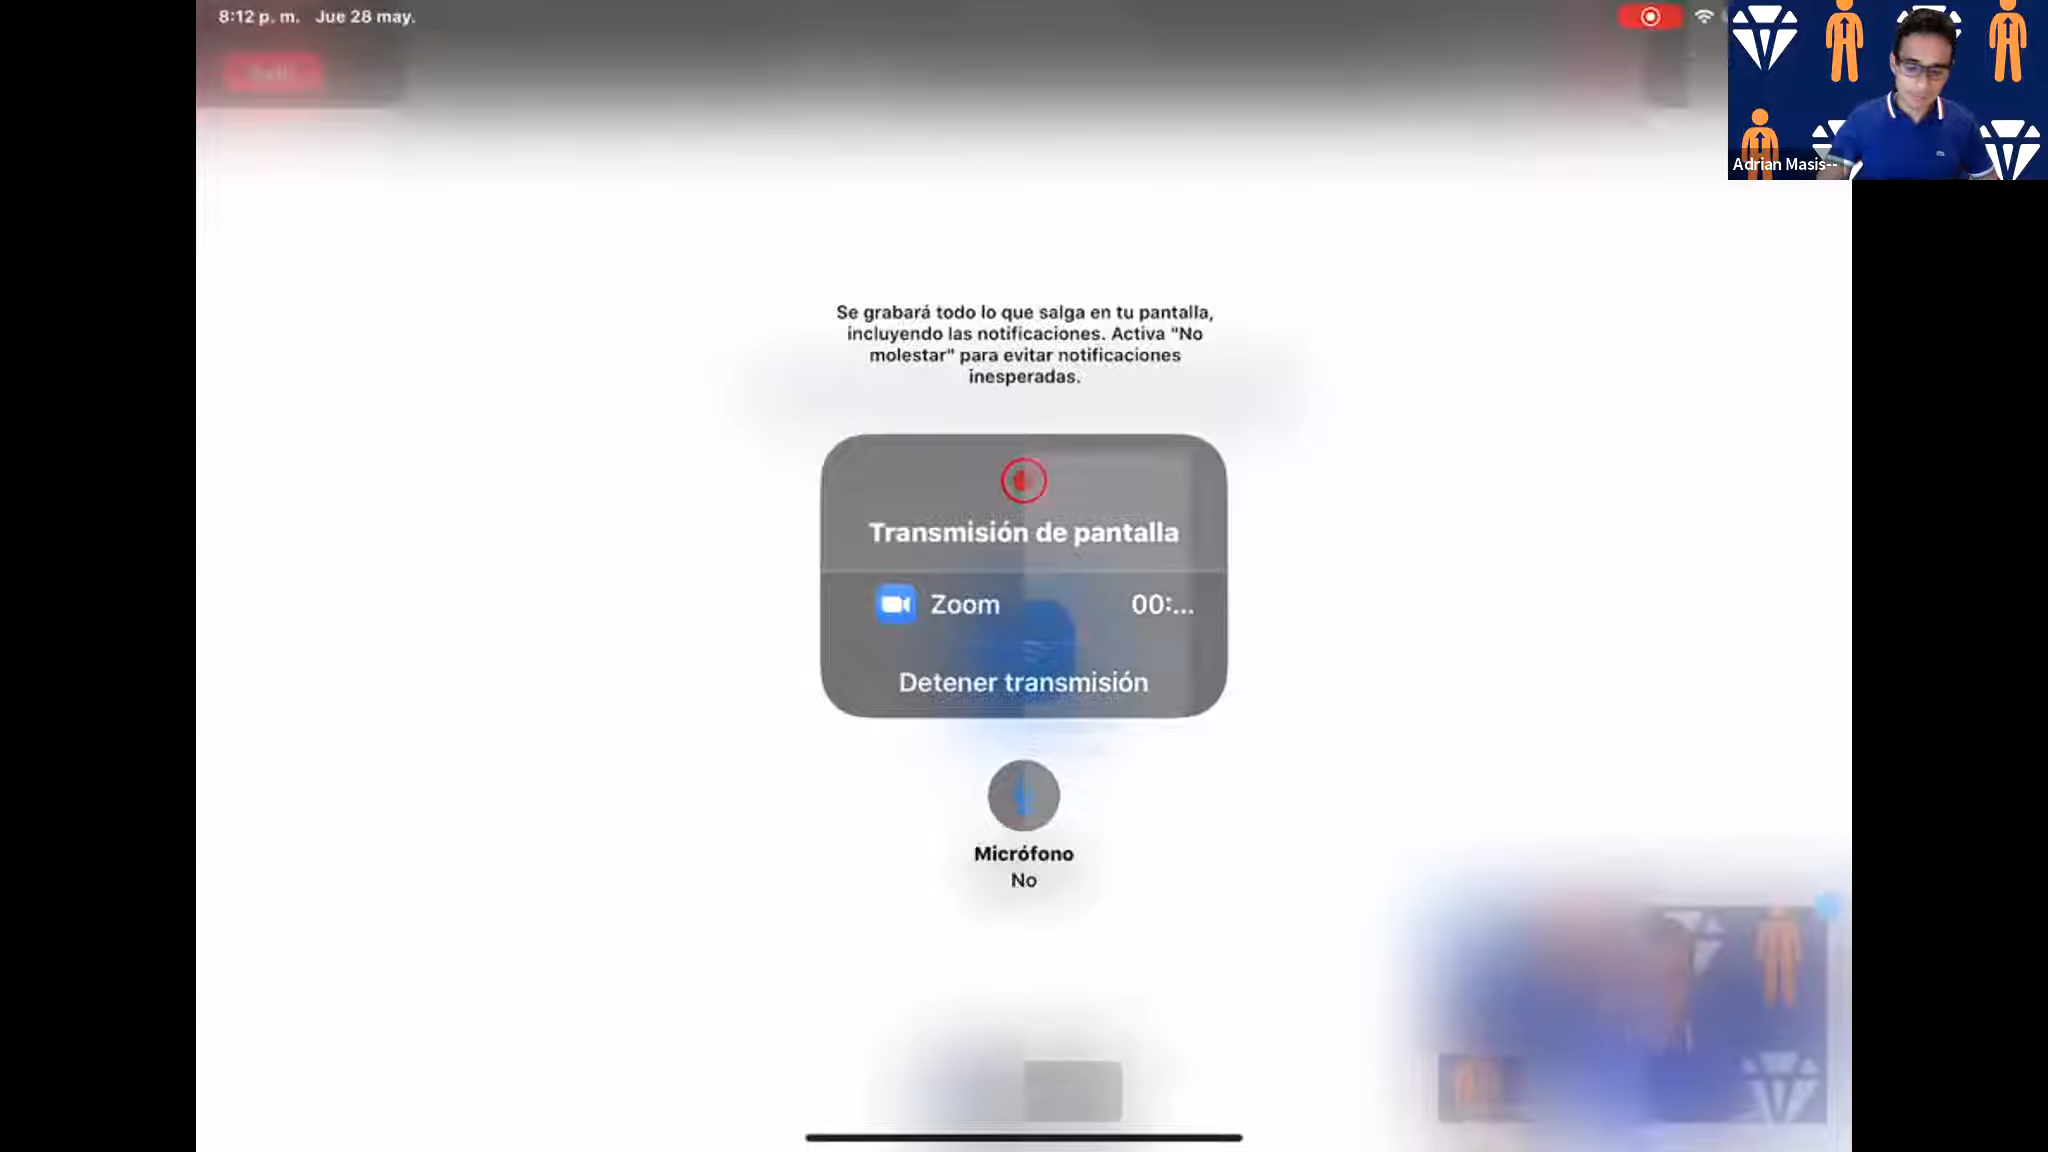 8:12 p. m. Jue 28 may.
Adrian Masis--
Se grabará todo lo que salga en tu pantalla,
incluyendo las notificaciones. Activa "No
molestar" para evitar notificaciones
inesperadas.
Transmisión de pantalla
Zoom 00:...
Detener transmisión
Micrófono
No